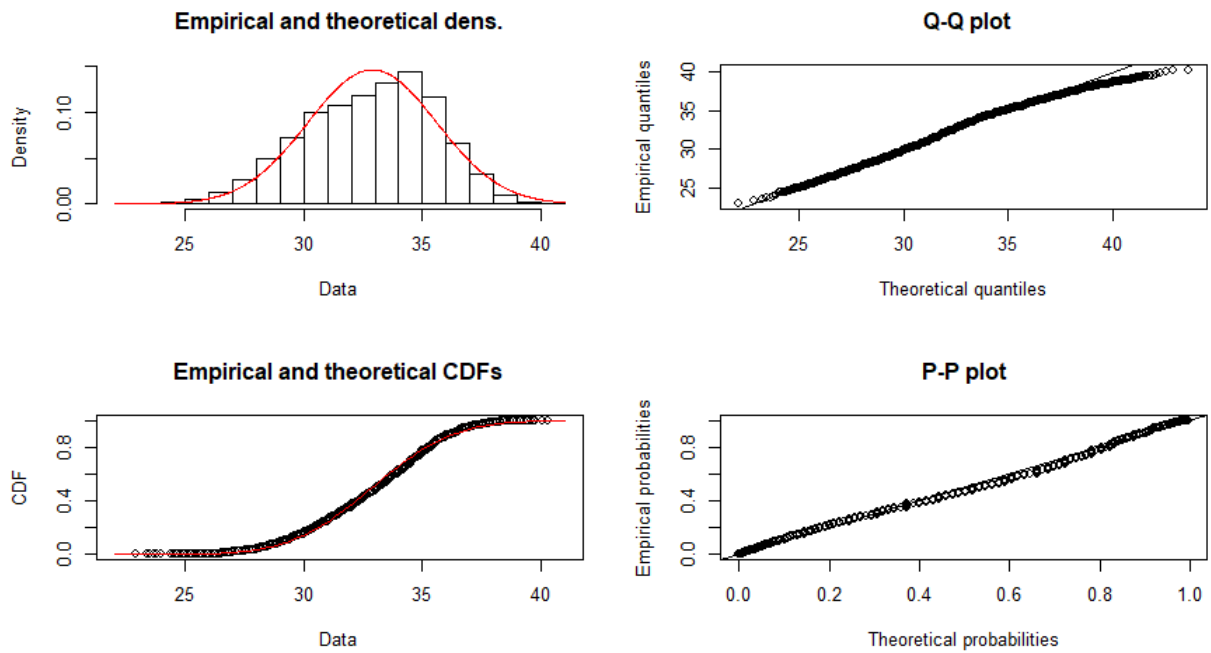 Empirical and theoretical dens.
Density
0.00
0.10
25 30 35 40
Data
Q-Q plot
Empirical quantiles
25 30 35 40
25 30 35 40
Theoretical quantiles
Empirical and theoretical CDFs
CDF
0.0 0.4 0.8
25 30 35 40
Data
P-P plot
Empirical probabilities
0.0 0.4 0.8
0.0 0.2 0.4 0.6 0.8 1.0
Theoretical probabilities